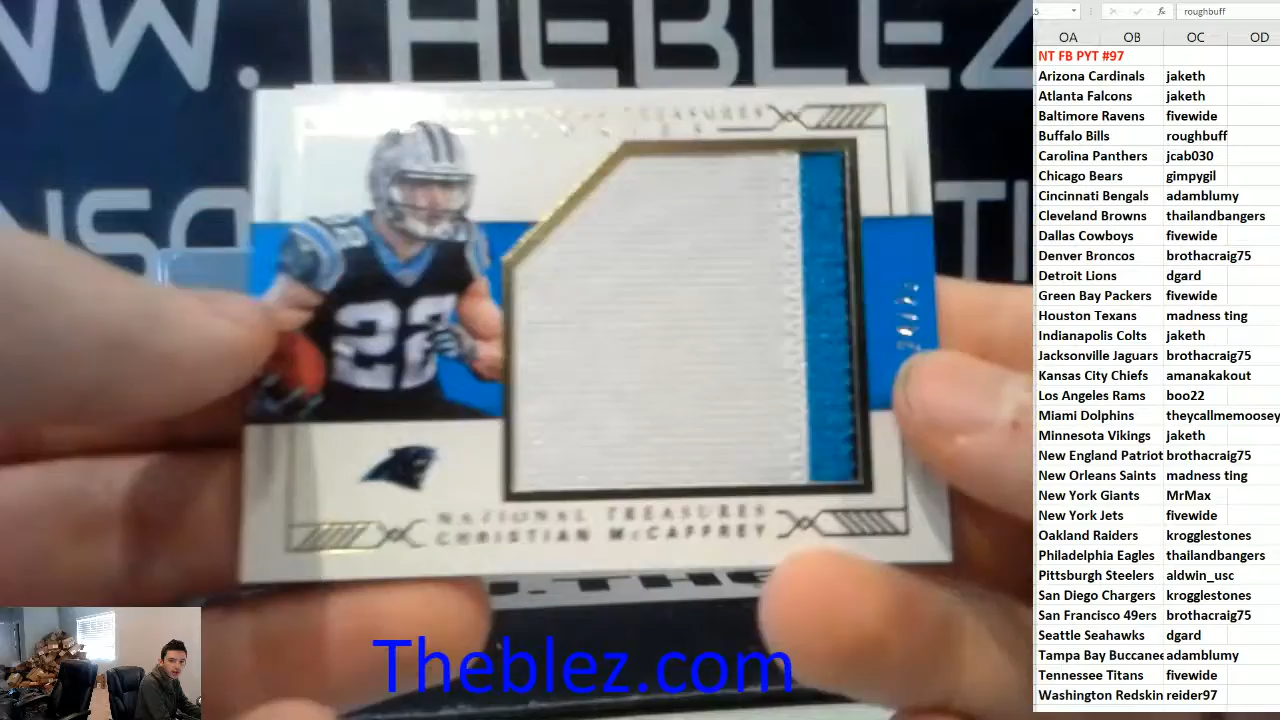 WW.THEBLEZ
roughbuff
OA OB OC OD
NT FB PYT #97
Arizona Cardinals jaketh
Atlanta Falcons jaketh
Baltimore Ravens fivewide
Buffalo Bills roughbuff
Carolina Panthers jcab030
Chicago Bears gimpygil
Cincinnati Bengals adamblumy
Cleveland Browns thailandbangers
Dallas Cowboys fivewide
Denver Broncos brothacraig75
Detroit Lions dgard
Green Bay Packers fivewide
Houston Texans madness ting
Indianapolis Colts jaketh
Jacksonville Jaguars brothacraig75
Kansas City Chiefs amanakakout
Los Angeles Rams boo22
Miami Dolphins theycallmemoosey
Minnesota Vikings Jaketh
New England Patriot brothacraig75
New Orleans Saints madness ting
New York Giants MrMax
New York Jets fivewide
Oakland Raiders krogglestones
Philadelphia Eagles thailandbangers
Pittsburgh Steelers aldwin_usc
San Diego Chargers krogglestones
San Francisco 49ers brothacraig75
Seattle Seahawks dgard
Tampa Bay Buccanee adamblumy
Tennessee Titans fivewide
Washington Redskin reider97
TREASURES
22
NATIONAL TREASURES
CHRISTIAN McCAFFREY
Theblez.com